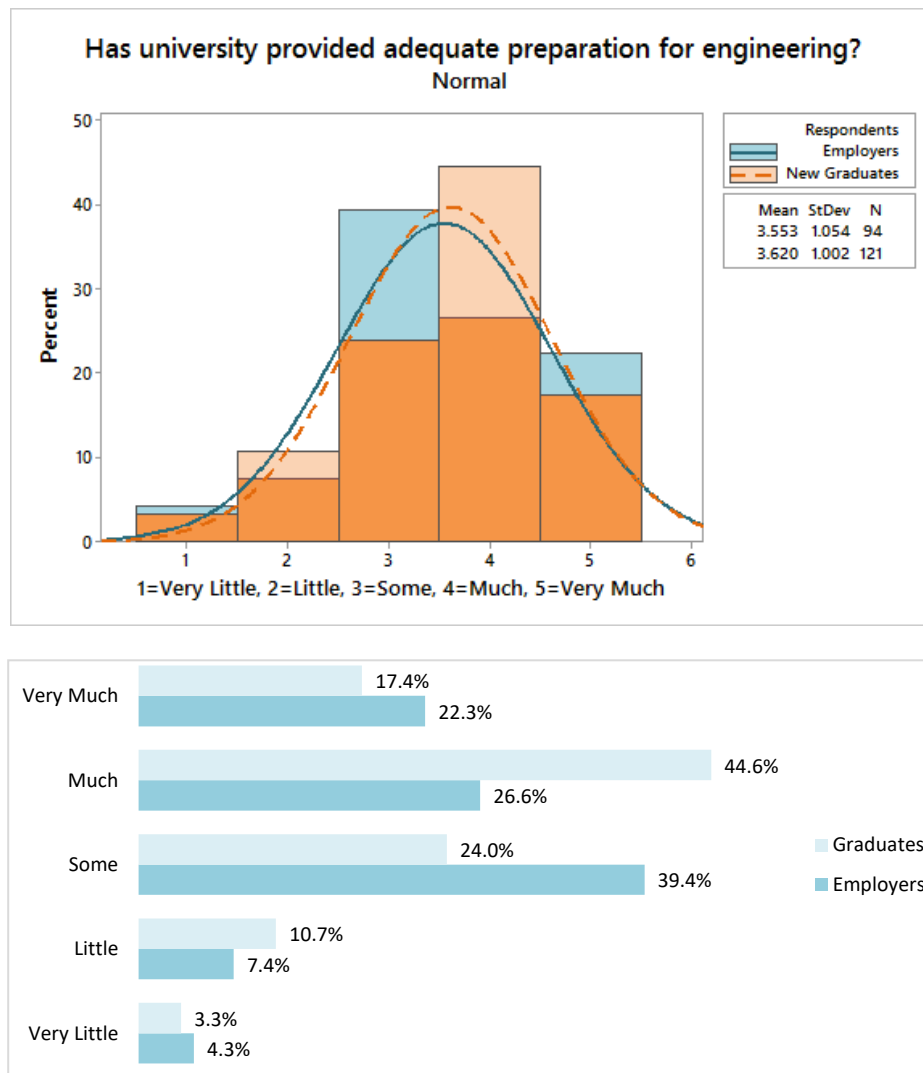 Has university provided adequate preparation for engineering?
Normal
50
40
30
20
10
0
Percent
1 2 3 4 5 6
1=Very Little, 2=Little, 3=Some, 4=Much, 5=Very Much
Respondents
Employers
New Graduates
Mean StDev N
3.553 1.054 94
3.620 1.002 121
Very Much
17.4%
22.3%
Much
44.6%
26.6%
Some
24.0%
39.4%
Little
10.7%
7.4%
Very Little
3.3%
4.3%
Graduates
Employers